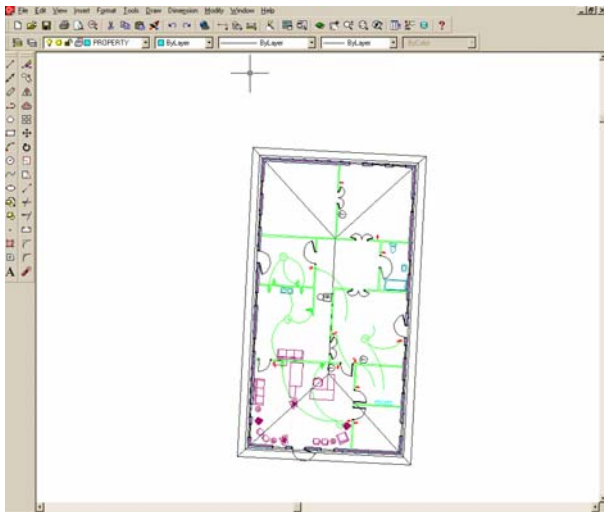 File Edit View Insert Format Tools Draw Dimension Modify Window Help
PROPERTY ByLayer ByLayer ByLayer ByColor
A